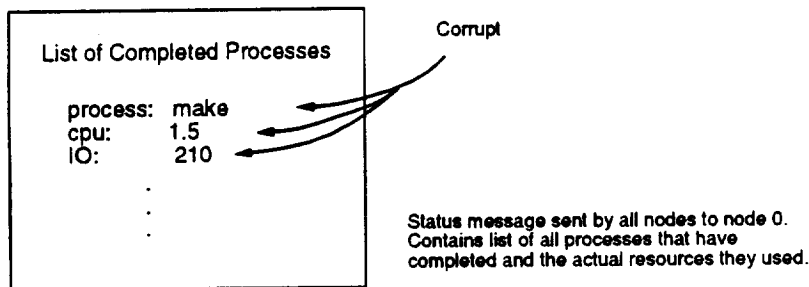 Corrupt
List of Completed Processes
process: make
cpu: 1.5
IO: 210
Status message sent by all nodes to node 0.
Contains list of all processes that have
completed and the actual resources they used.